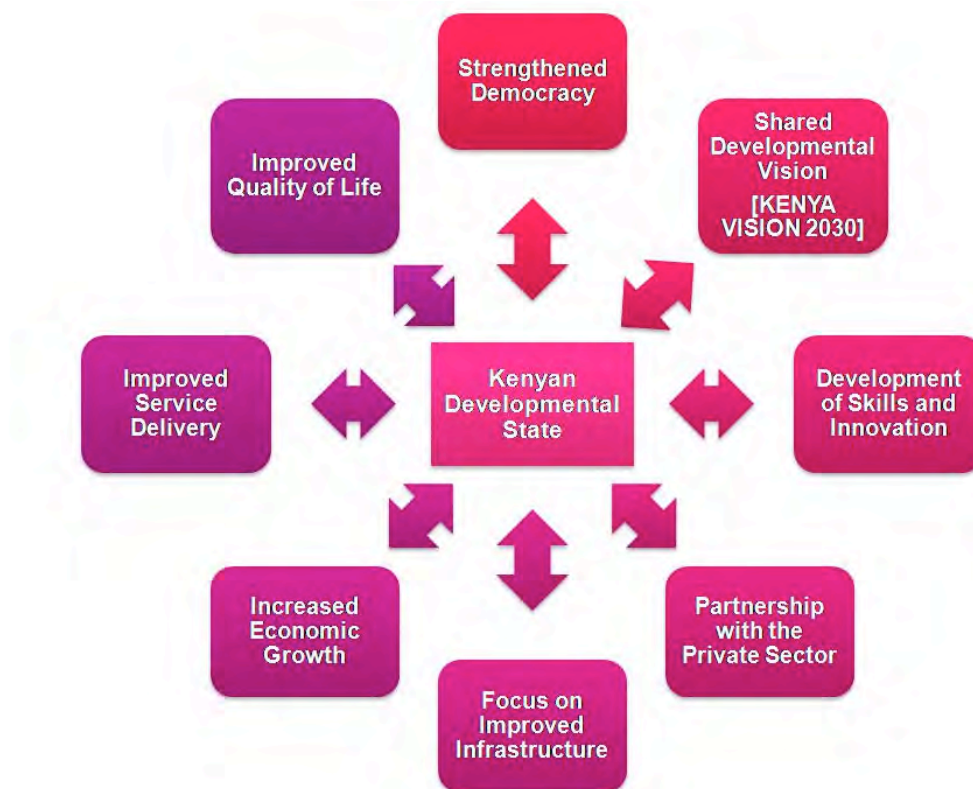 Strengthened
Democracy
Shared
Developmental
Vision
[KENYA
VISION 2030]
Improved
Quality of Life
Improved
Service
Delivery
Kenyan
Developmental
State
Development
of Skills and
Innovation
Increased
Economic
Growth
Partnership
with the
Private Sector
Focus on
Improved
Infrastructure